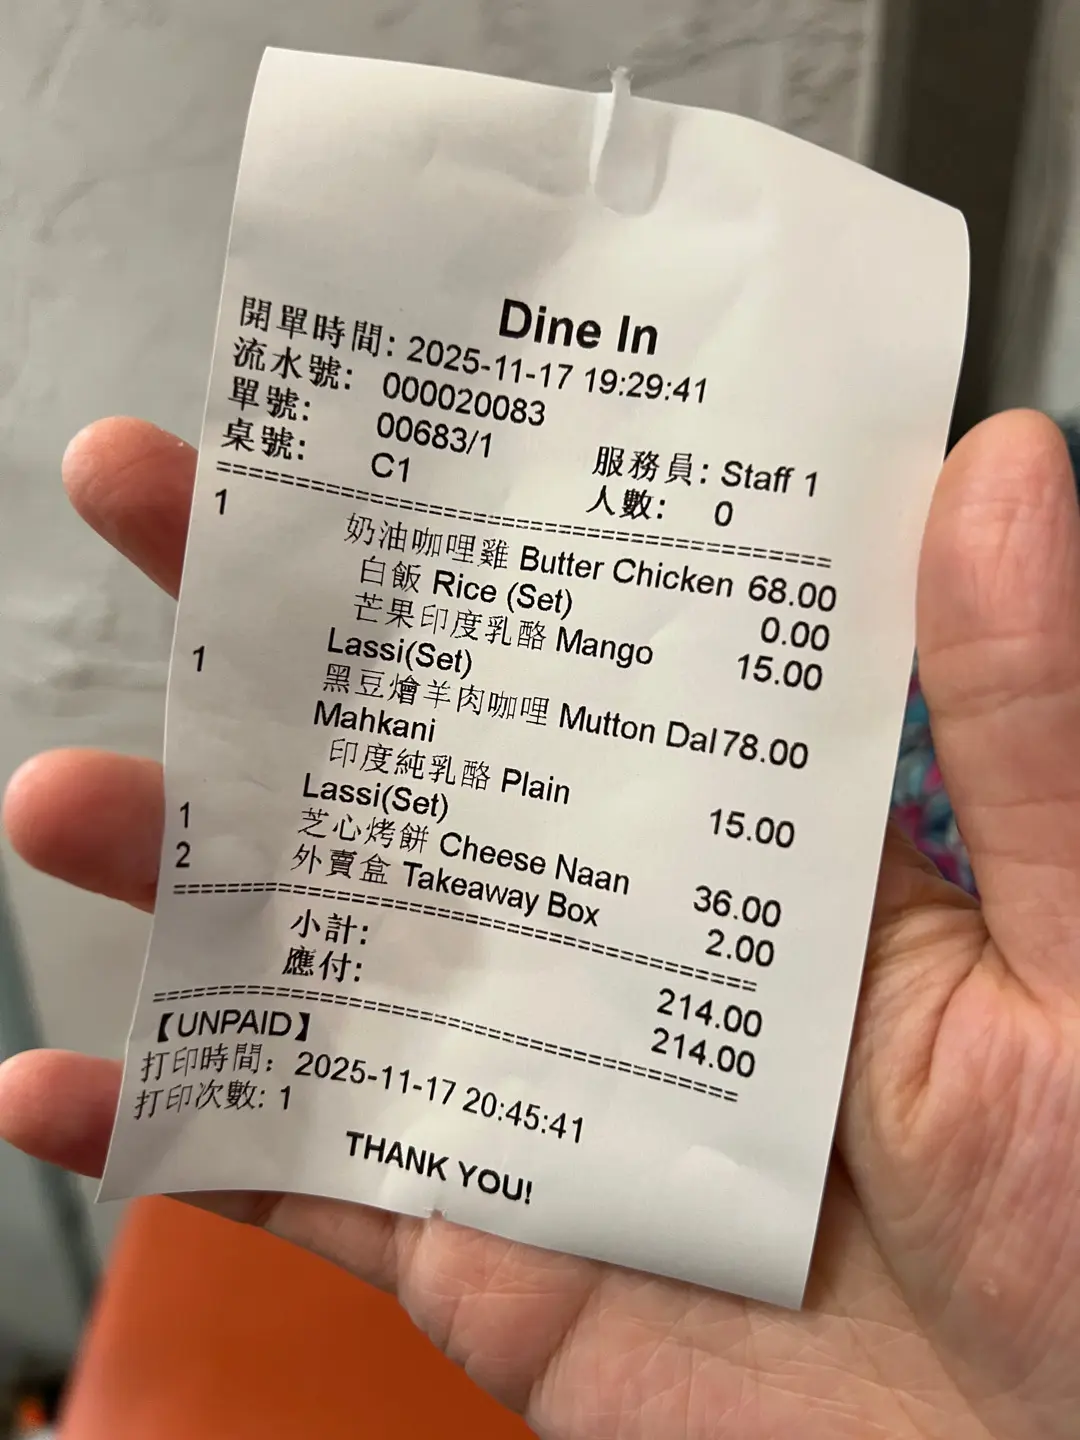 Dine In
開單時間: 2025-11-17 19:29:41
流水號: 000020083
單號: 00683/1 服務員: Staff 1
桌號: C1 人數: 0
1 奶油咖哩雞 Butter Chicken 68.00
白飯 Rice (Set) 0.00
芒果印度乳酪 Mango 15.00
Lassi(Set)
1 黑豆燴羊肉咖哩 Mutton Dal 78.00
Mahkani
印度純乳酪 Plain
Lassi(Set) 15.00
1 芝心烤餅 Cheese Naan 36.00
2 外賣盒 Takeaway Box 2.00
小計: 214.00
應付: 214.00
【UNPAID】
打印時間: 2025-11-17 20:45:41
打印次數: 1
THANK YOU!